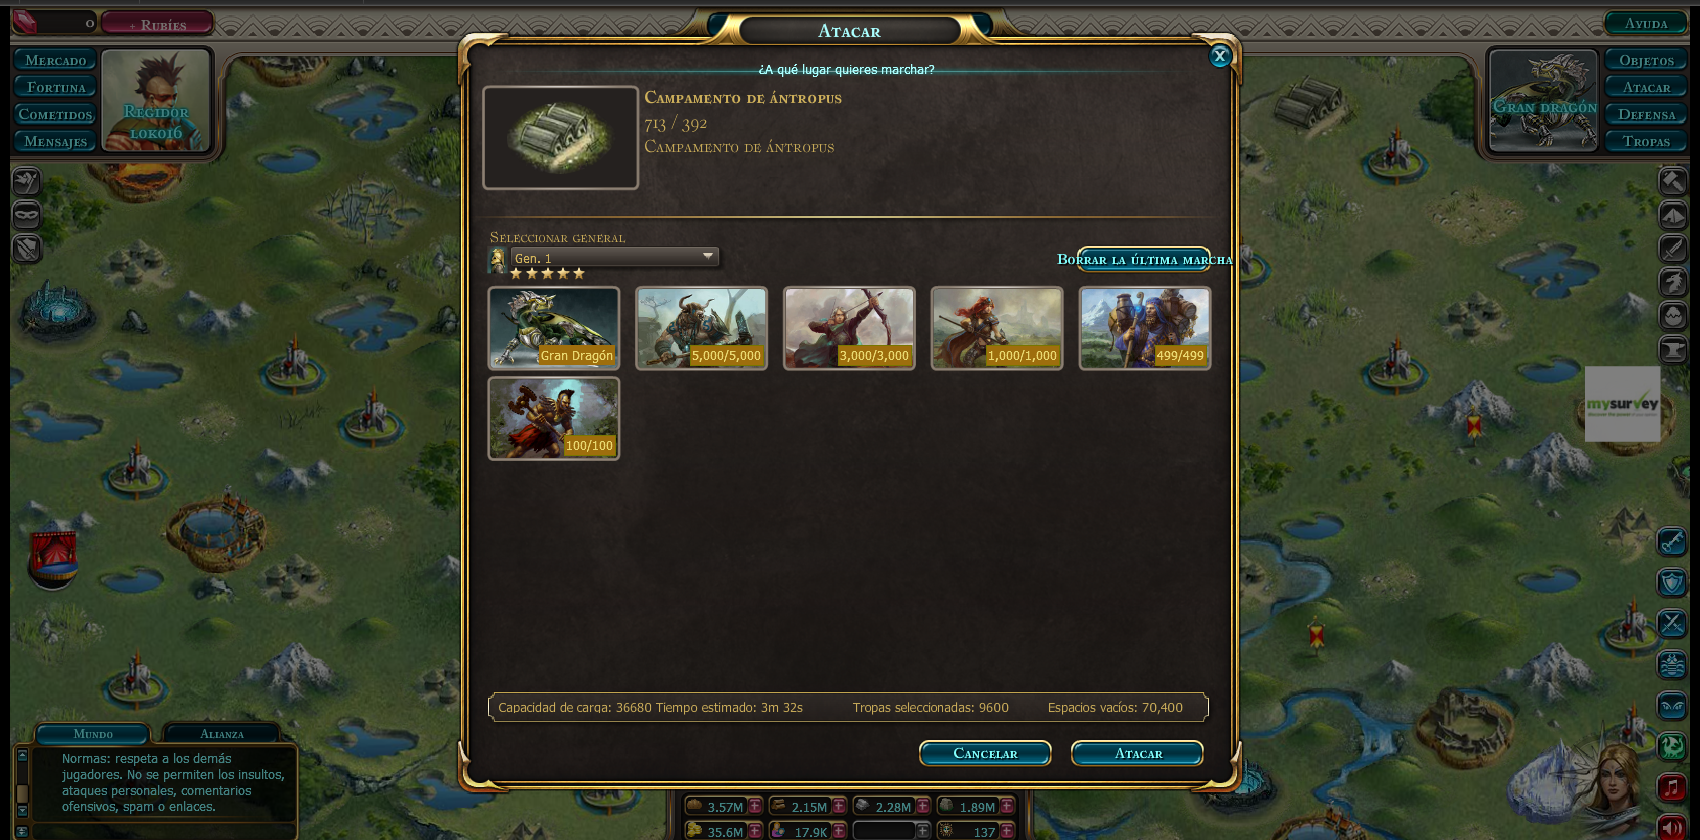 0
+ Rubíes
Atacar
Ayuda
¿A qué lugar quieres marchar?
Mercado
Fortuna
Cometidos
Mensajes
Regidor
loko16
Campamento de ántropus
713 / 392
Campamento de ántropus
Gran dragón
Objetos
Atacar
Defensa
Tropas
Seleccionar general
Gen. 1
Borrar la última marcha
Gran Dragón
5,000/5,000
3,000/3,000
1,000/1,000
499/499
100/100
mysurvey
Capacidad de carga: 36680 Tiempo estimado: 3m 32s
Tropas seleccionadas: 9600
Espacios vacíos: 70,400
Cancelar
Atacar
Mundo
Alianza
Normas: respeta a los demás
jugadores. No se permiten los insultos,
ataques personales, comentarios
ofensivos, spam o enlaces.
3.57M
2.15M
2.28M
1.89M
35.6M
17.9K
137